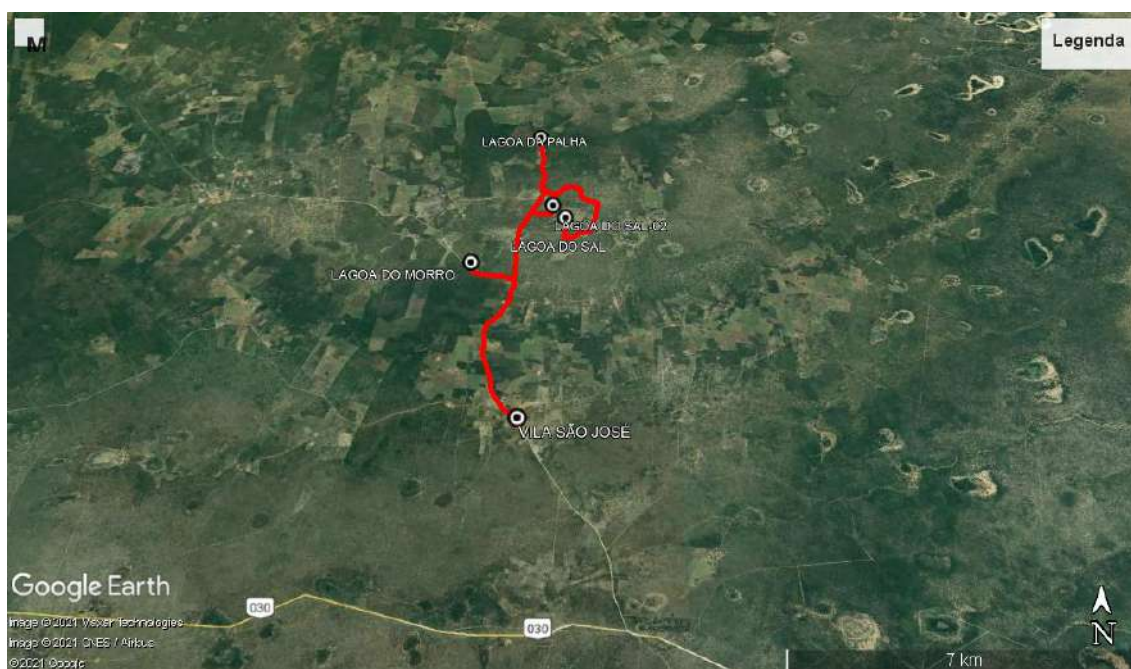 M
Legenda
LAGOA DA PALHA
LAGOA DO SAL 02
LAGOA DO SAL
LAGOA DO MORRO
VILA SÃO JOSÉ
Google Earth
030
030
Image © 2021 Maxar Technologies
Image © 2021 CNES / Airbus
© 2021 Google
N
7 km